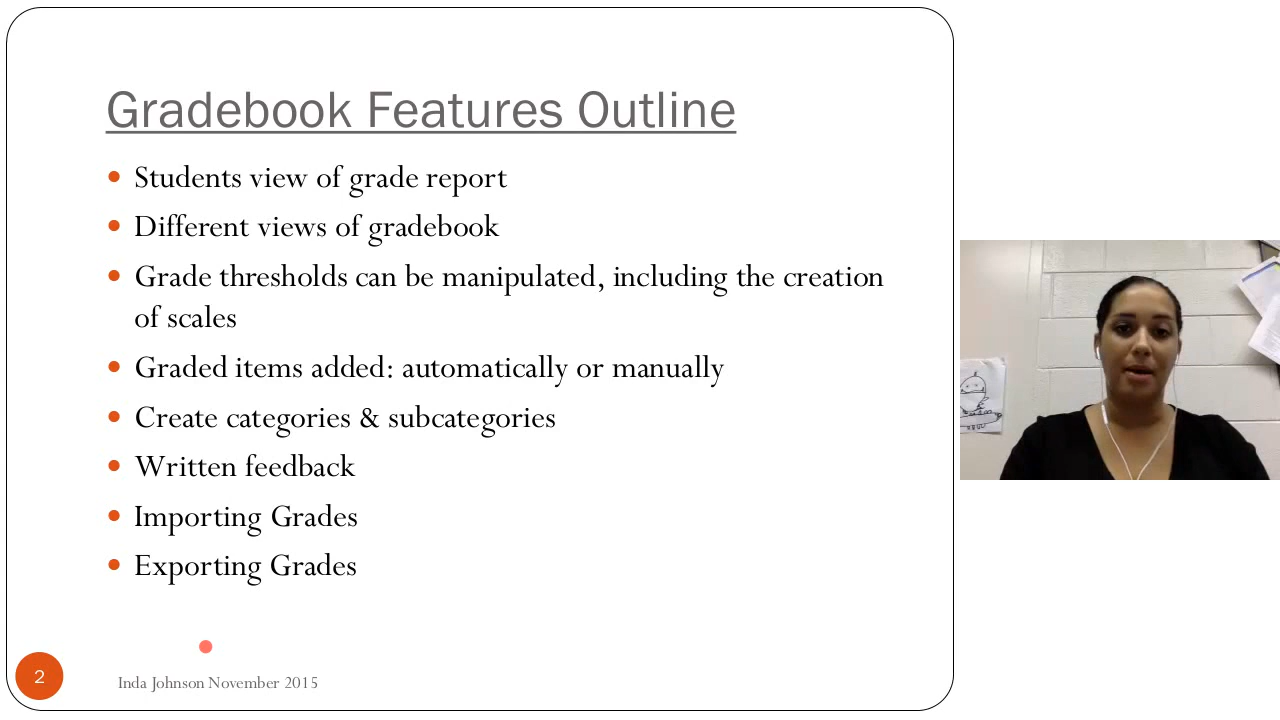 Gradebook Features Outline
Students view of grade report
Different views of gradebook
Grade thresholds can be manipulated, including the creation
of scales
Graded items added: automatically or manually
Create categories & subcategories
Written feedback
Importing Grades
Exporting Grades
2
Inda Johnson November 2015